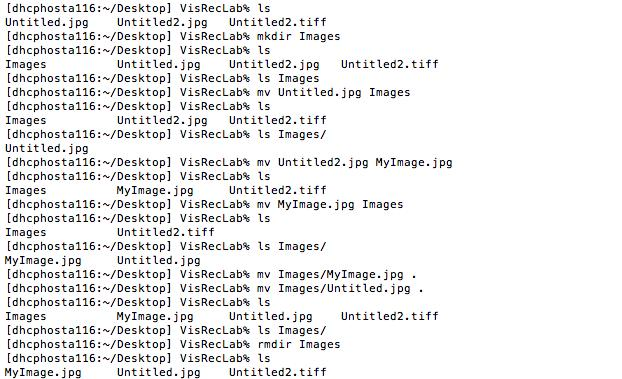 [dhcphosta116:~/Desktop] VisRecLab% ls
Untitled.jpg    Untitled2.jpg   Untitled2.tiff
[dhcphosta116:~/Desktop] VisRecLab% mkdir Images
[dhcphosta116:~/Desktop] VisRecLab% ls
Images          Untitled.jpg    Untitled2.jpg   Untitled2.tiff
[dhcphosta116:~/Desktop] VisRecLab% ls Images
[dhcphosta116:~/Desktop] VisRecLab% mv Untitled.jpg Images
[dhcphosta116:~/Desktop] VisRecLab% ls
Images          Untitled2.jpg   Untitled2.tiff
[dhcphosta116:~/Desktop] VisRecLab% ls Images/
Untitled.jpg
[dhcphosta116:~/Desktop] VisRecLab% mv Untitled2.jpg MyImage.jpg
[dhcphosta116:~/Desktop] VisRecLab% ls
Images          MyImage.jpg     Untitled2.tiff
[dhcphosta116:~/Desktop] VisRecLab% mv MyImage.jpg Images
[dhcphosta116:~/Desktop] VisRecLab% ls
Images          Untitled2.tiff
[dhcphosta116:~/Desktop] VisRecLab% ls Images/
MyImage.jpg     Untitled.jpg
[dhcphosta116:~/Desktop] VisRecLab% mv Images/MyImage.jpg .
[dhcphosta116:~/Desktop] VisRecLab% mv Images/Untitled.jpg .
[dhcphosta116:~/Desktop] VisRecLab% ls
Images          MyImage.jpg     Untitled.jpg    Untitled2.tiff
[dhcphosta116:~/Desktop] VisRecLab% ls Images/
[dhcphosta116:~/Desktop] VisRecLab% rmdir Images
[dhcphosta116:~/Desktop] VisRecLab% ls
MyImage.jpg     Untitled.jpg    Untitled2.tiff